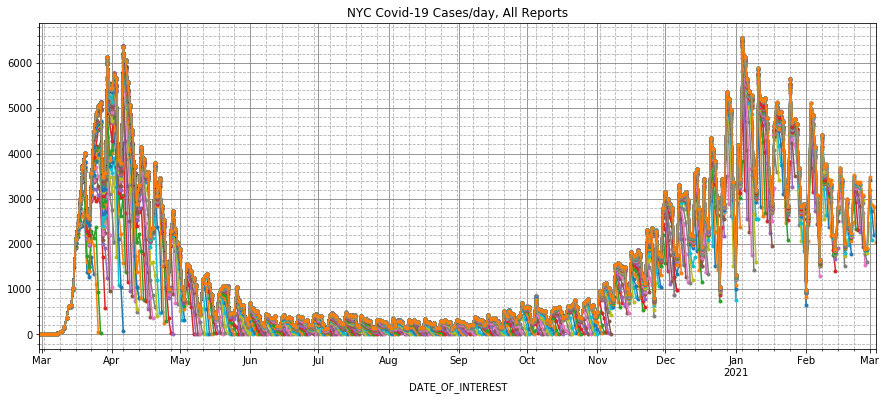 NYC Covid-19 Cases/day, All Reports
6000
5000
4000
3000
2000
1000
0
Mar Apr May Jun Jul Aug Sep Oct Nov Dec Jan Feb Mar
2021
DATE_OF_INTEREST